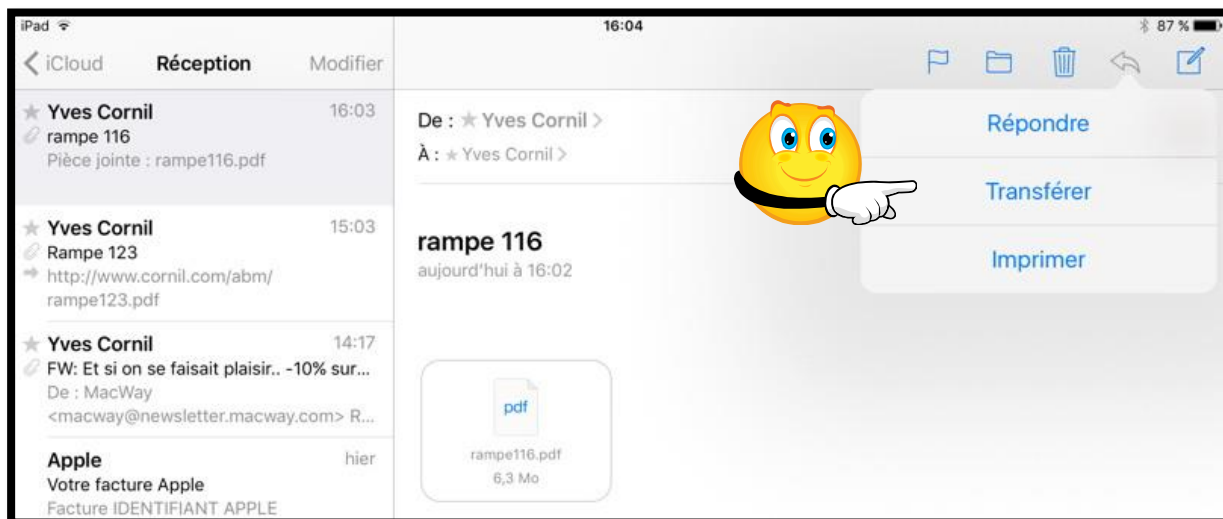 iPad 16:04 87 %
iCloud Réception Modifier
Yves Cornil 16:03
rampe 116
Pièce jointe : rampe116.pdf
Yves Cornil 15:03
Rampe 123
http://www.cornil.com/abm/
rampe123.pdf
Yves Cornil 14:17
FW: Et si on se faisait plaisir.. -10% sur...
De : MacWay
<macway@newsletter.macway.com> R...
Apple hier
Votre facture Apple
Facture IDENTIFIANT APPLE
De : Yves Cornil
À : Yves Cornil
rampe 116
aujourd'hui à 16:02
pdf
rampe116.pdf
6,3 Mo
Répondre
Transférer
Imprimer